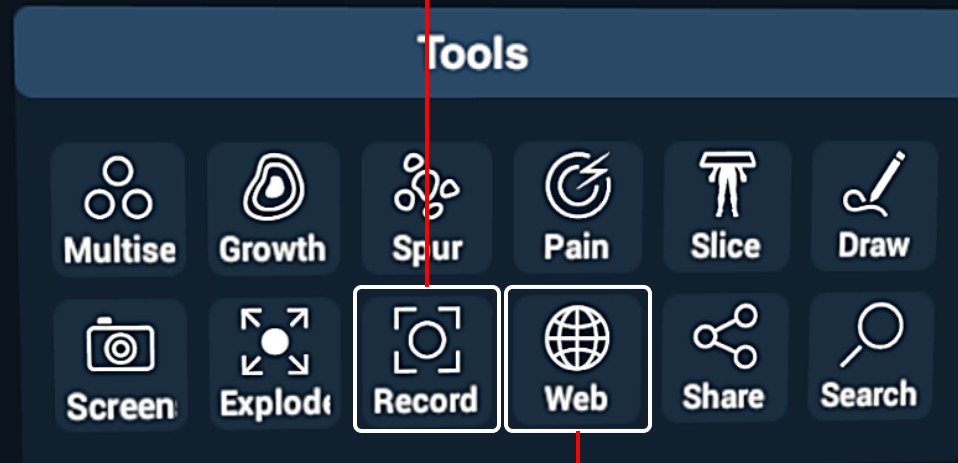 Tools
Multise
Growth
Spur
Pain
Slice
Draw
Screen
Explode
Record
Web
Share
Search